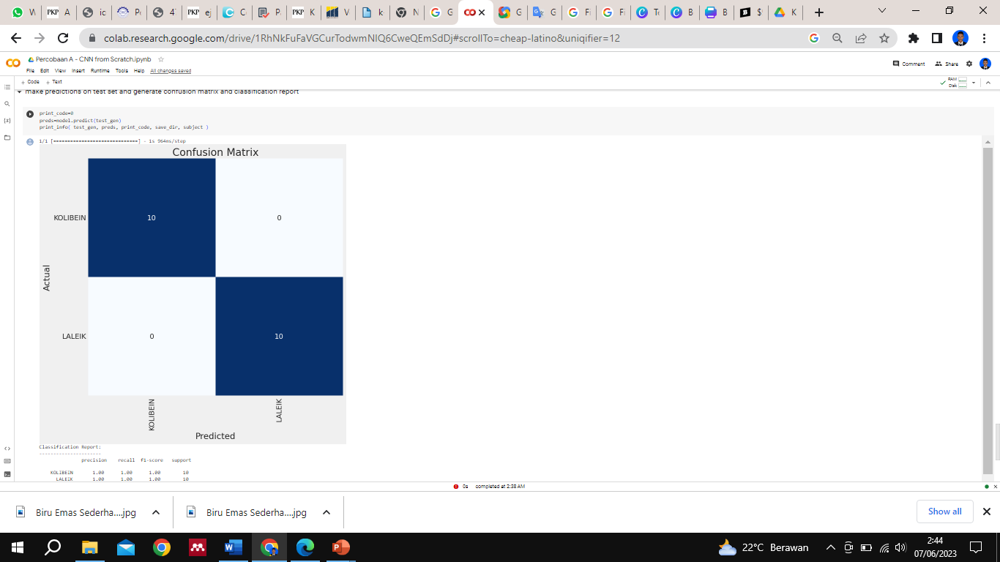 W
PKP A
ic
Pe
4'
PKP ej
C
P.
PKP K
V
k
N
G G
G
G
Fi
Fi
Te
B
B
$
K
colab.research.google.com/drive/1RhNkFuFaVGCurTodwmNlQ6CweQEmSdDj#scrollTo=cheap-latino&uniqifier=12
Percobaan A - CNN from Scratch.ipynb
File Edit View Insert Runtime Tools Help All changes saved
Comment Share
+ Code + Text
RAM
Disk
make predictions on test set and generate confusion matrix and classification report
print_code=0
preds=model.predict(test_gen)
print_info( test_gen, preds, print_code, save_dir, subject )
1/1 [==============================] - 1s 964ms/step
Confusion Matrix
KOLIBEIN
10
0
Actual
LALEIK
0
10
KOLIBEIN
LALEIK
Predicted
Classification Report:
----------------------
precision recall f1-score support
KOLIBEIN 1.00 1.00 1.00 10
LALEIK 1.00 1.00 1.00 10
0s completed at 2:38 AM
Biru Emas Sederha....jpg
Biru Emas Sederha....jpg
Show all
22°C Berawan
2:44
07/06/2023